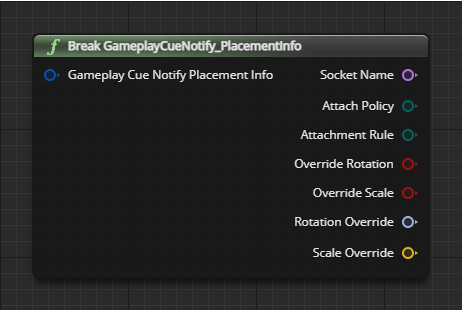 f Break GameplayCueNotify_PlacementInfo
Gameplay Cue Notify Placement Info Socket Name
Attach Policy
Attachment Rule
Override Rotation
Override Scale
Rotation Override
Scale Override